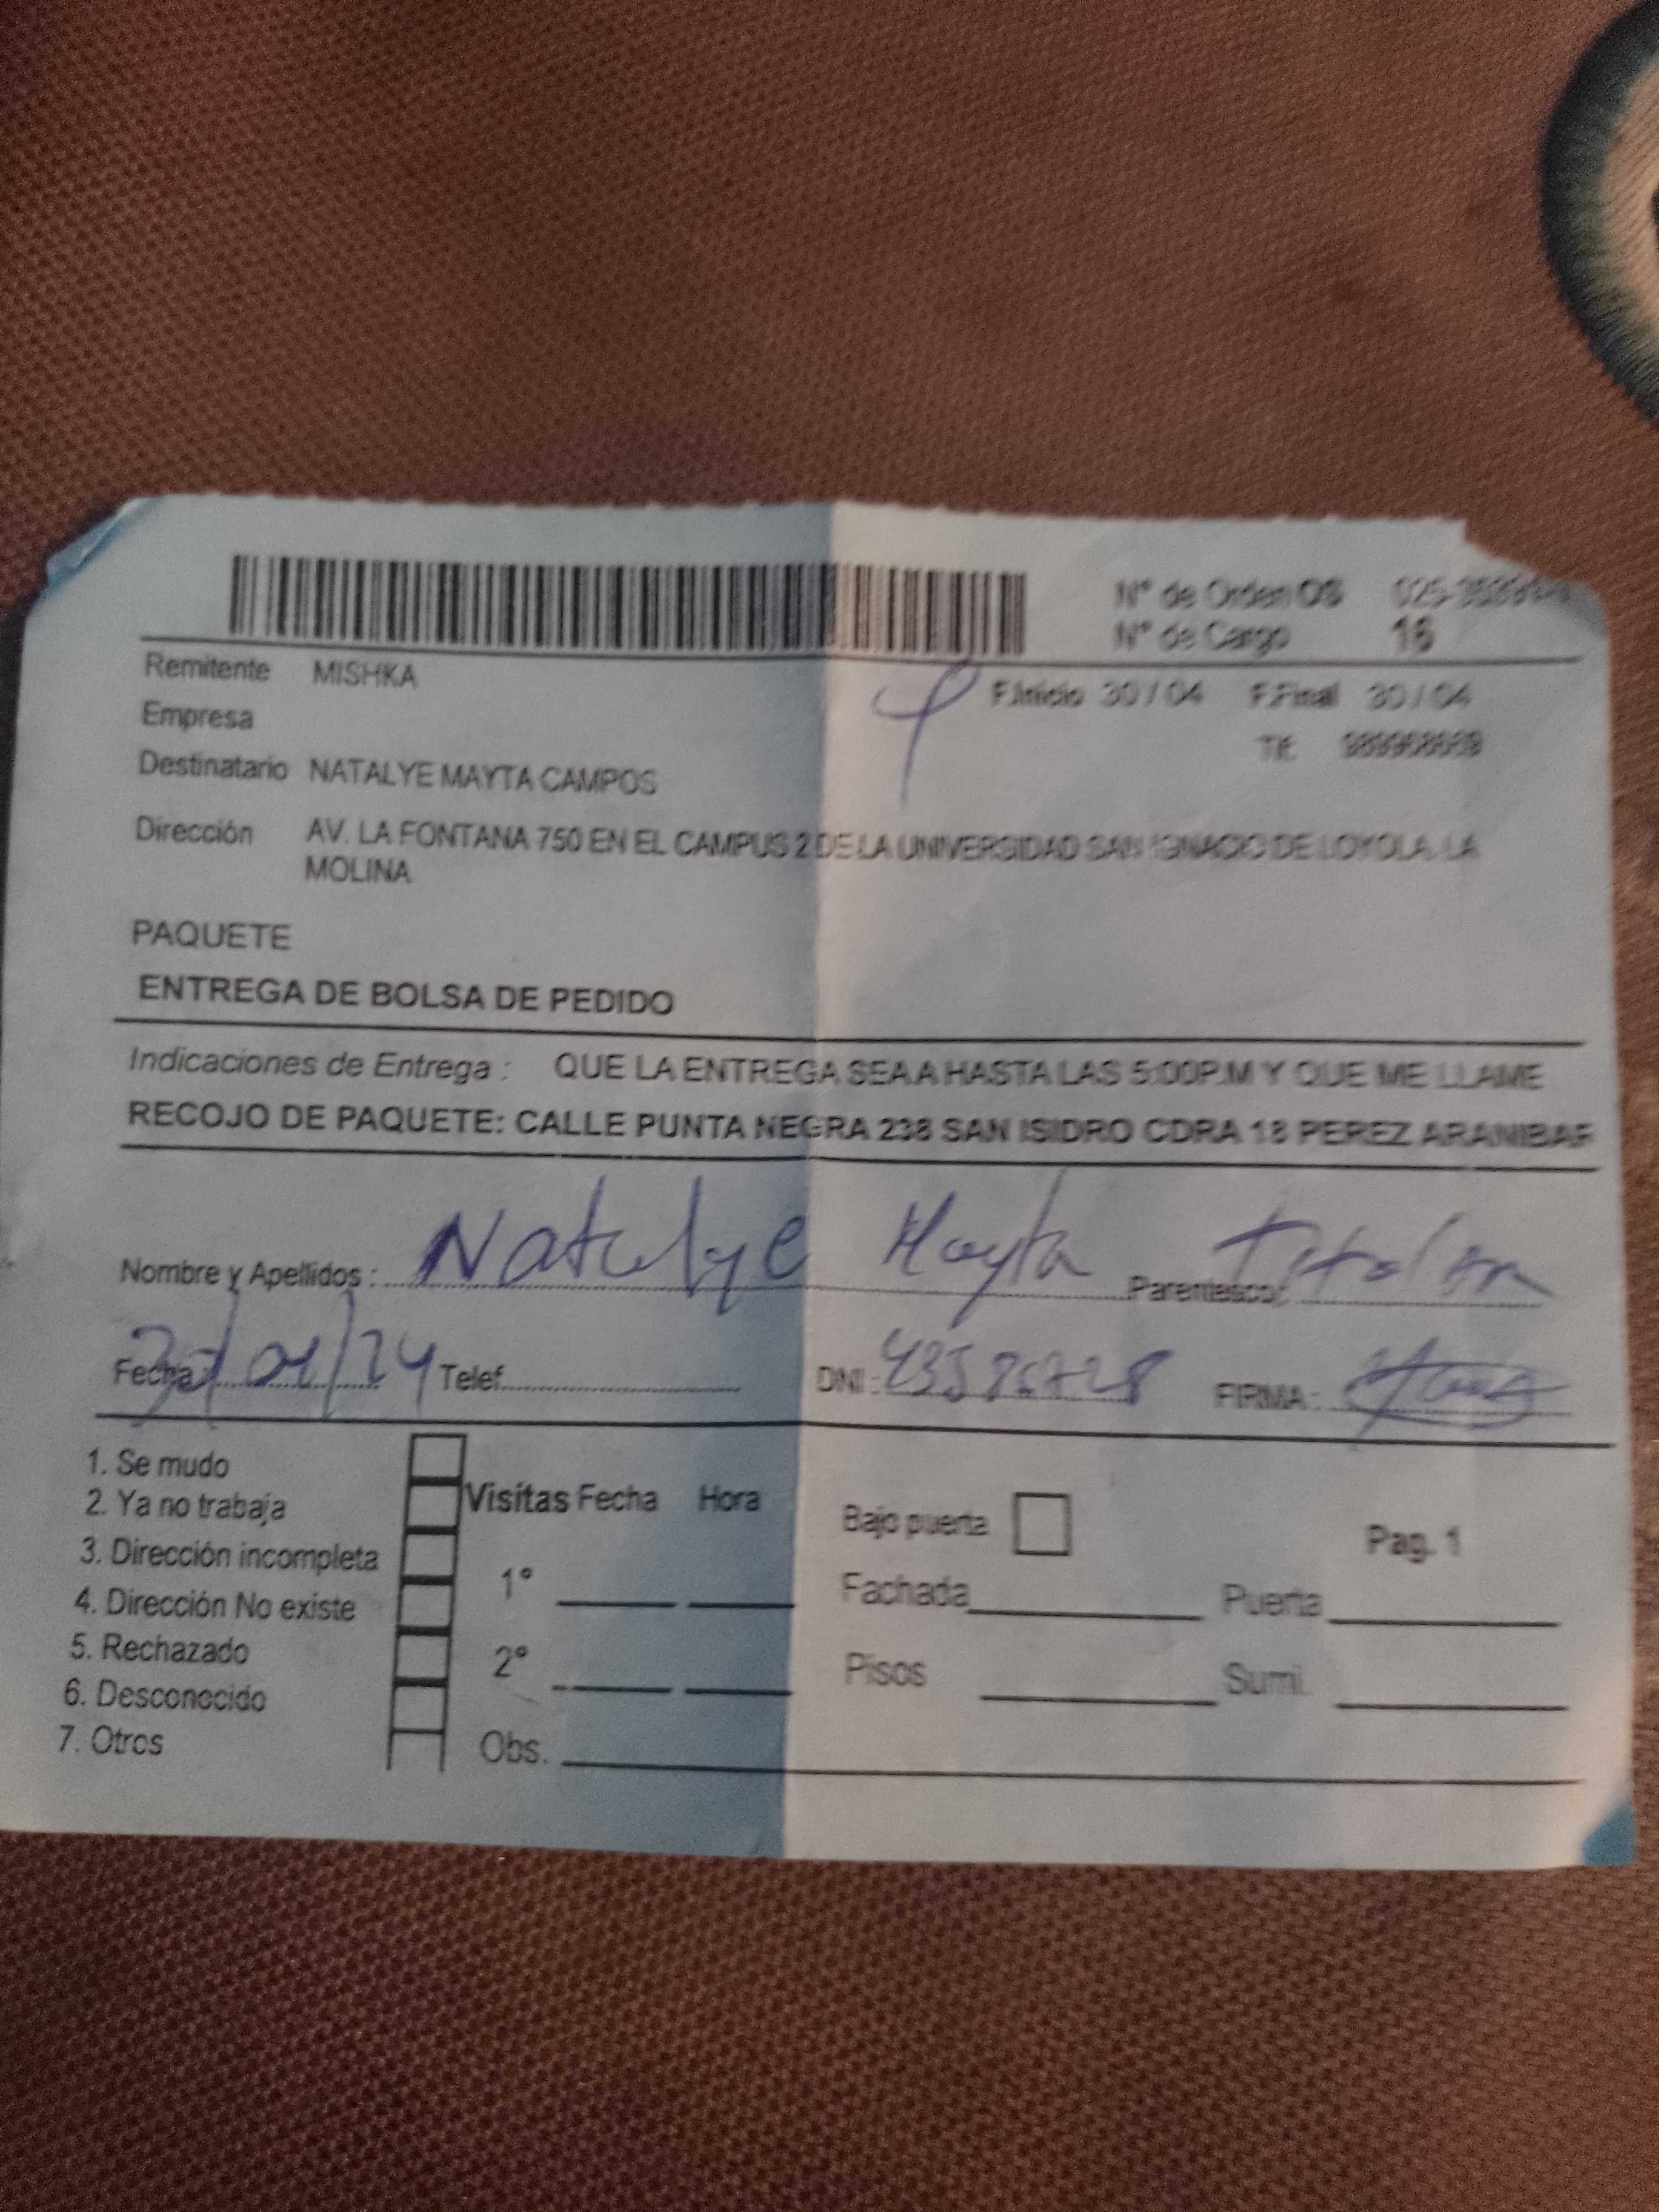 Nº de Orden OS
Nº de Cargo 16
Remitente MISHKA
F.Inicio 30 / 04 F.Final 30 / 04
Empresa
Tlf.
Destinatario NATALYE MAYTA CAMPOS
Dirección AV. LA FONTANA 750 EN EL CAMPUS 2 DE LA UNIVERSIDAD SAN IGNACIO DE LOYOLA. LA
MOLINA
PAQUETE
ENTREGA DE BOLSA DE PEDIDO
Indicaciones de Entrega : QUE LA ENTREGA SEA A HASTA LAS 5:00P.M Y QUE ME LLAME
RECOJO DE PAQUETE: CALLE PUNTA NEGRA 238 SAN ISIDRO CDRA 18 PEREZ ARANIBAR
Nombre y Apellidos : Natalye Mayta Parentesco: Titular
Fecha: 30/04/24 Telef. DNI : FIRMA :
1. Se mudo
2. Ya no trabaja
Visitas Fecha Hora
Bajo puerta
Pag. 1
3. Dirección incompleta
1°
4. Dirección No existe
Fachada Puerta
5. Rechazado
2°
Pisos Sumi.
6. Desconocido
7. Otros
Obs.